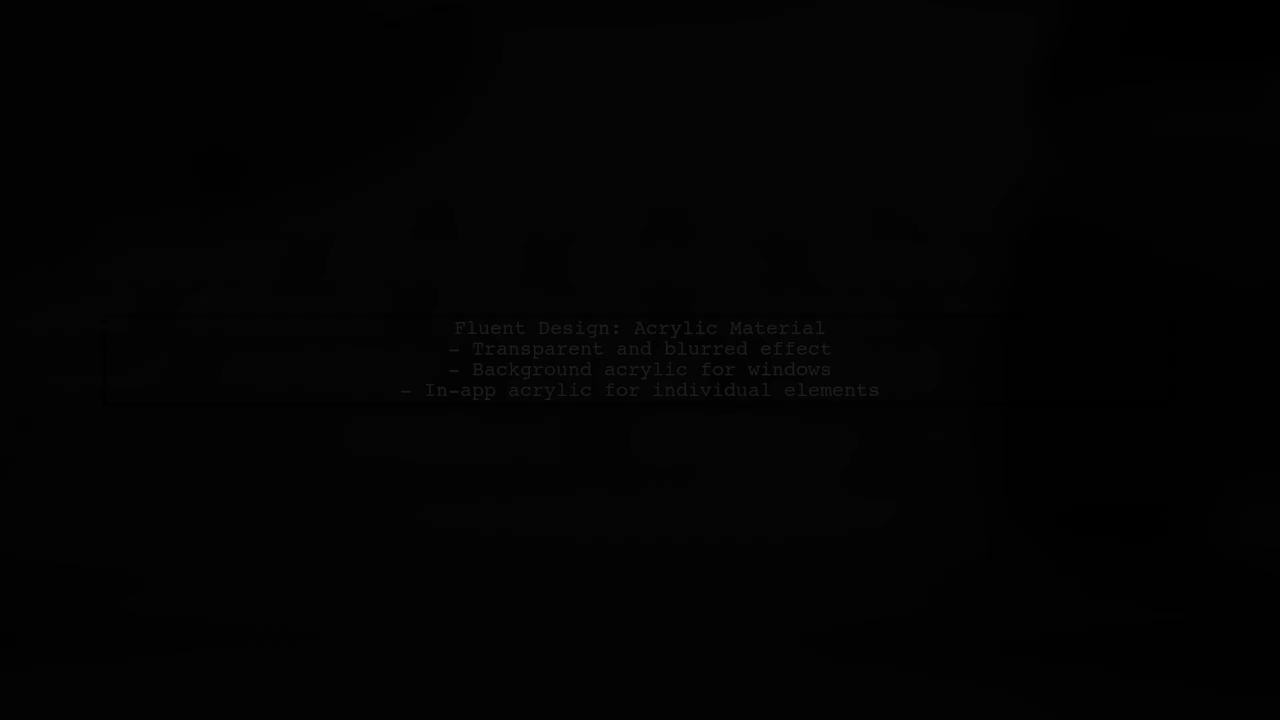 Fluent Design: Acrylic Material
- Transparent and blurred effect
- Background acrylic for windows
- In-app acrylic for individual elements